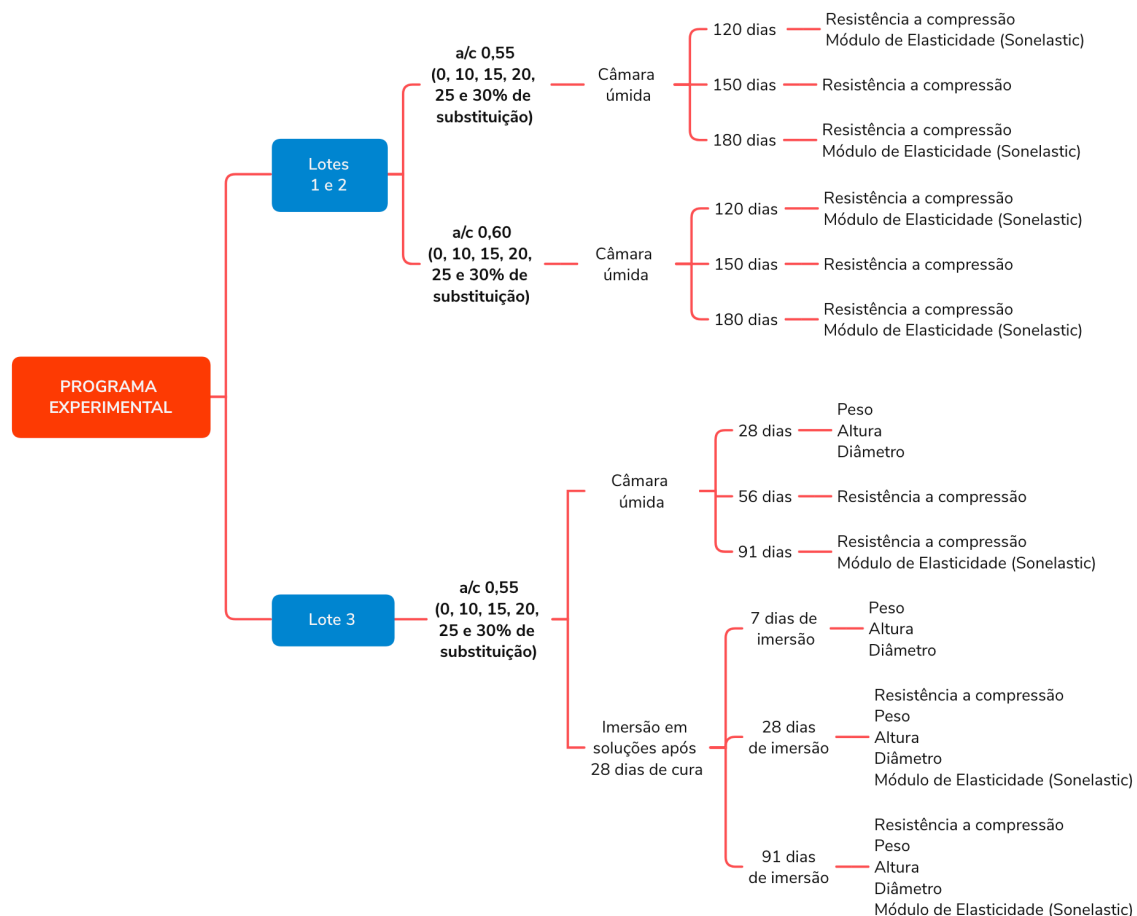 PROGRAMA
EXPERIMENTAL
Lotes
1 e 2
a/c 0,55
(0, 10, 15, 20,
25 e 30% de
substituição)
Câmara
úmida
120 dias
Resistência a compressão
Módulo de Elasticidade (Sonelastic)
150 dias
Resistência a compressão
180 dias
Resistência a compressão
Módulo de Elasticidade (Sonelastic)
a/c 0,60
(0, 10, 15, 20,
25 e 30% de
substituição)
Câmara
úmida
120 dias
Resistência a compressão
Módulo de Elasticidade (Sonelastic)
150 dias
Resistência a compressão
180 dias
Resistência a compressão
Módulo de Elasticidade (Sonelastic)
Lote 3
a/c 0,55
(0, 10, 15, 20,
25 e 30% de
substituição)
Câmara
úmida
28 dias
Peso
Altura
Diâmetro
56 dias
Resistência a compressão
91 dias
Resistência a compressão
Módulo de Elasticidade (Sonelastic)
Imersão em
soluções após
28 dias de cura
7 dias de
imersão
Peso
Altura
Diâmetro
28 dias
de imersão
Resistência a compressão
Peso
Altura
Diâmetro
Módulo de Elasticidade (Sonelastic)
91 dias
de imersão
Resistência a compressão
Peso
Altura
Diâmetro
Módulo de Elasticidade (Sonelastic)